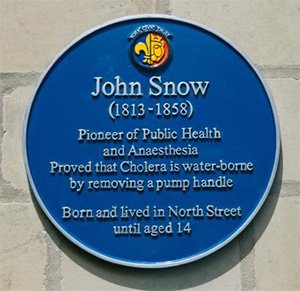 John Snow
(1813-1858)
Pioneer of Public Health
and Anaesthesia
Proved that Cholera is water-borne
by removing a pump handle
Born and lived in North Street
until aged 14